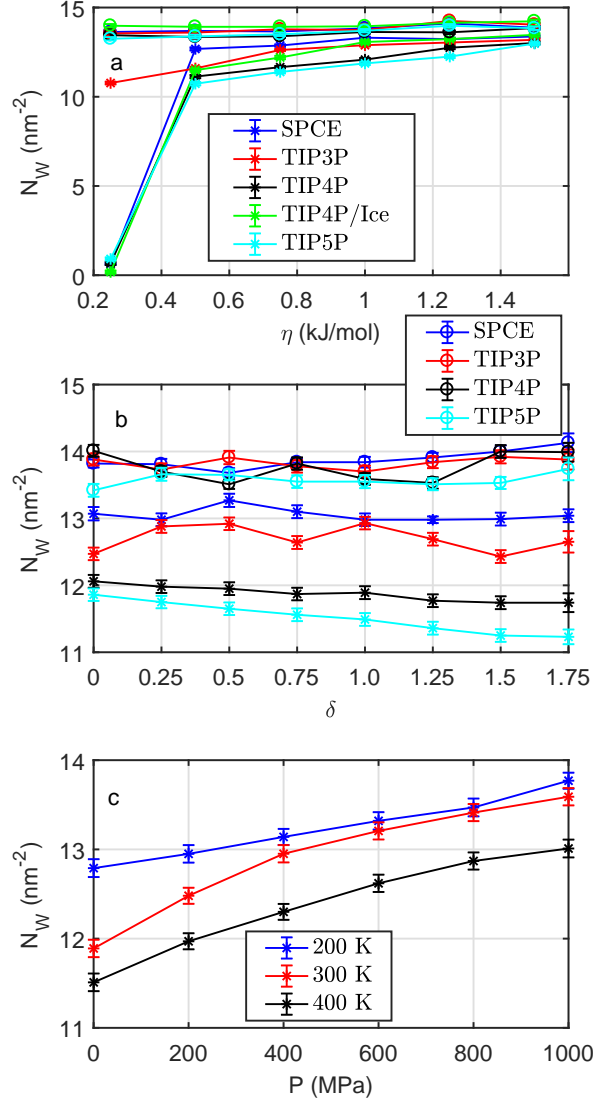 15
10
5
0
N_W (nm⁻²)
a
SPCE
TIP3P
TIP4P
TIP4P/Ice
TIP5P
0.2 0.4 0.6 0.8 1 1.2 1.4
η (kJ/mol)
SPCE
TIP3P
TIP4P
TIP5P
15
14
13
12
11
N_W (nm⁻²)
b
0 0.25 0.5 0.75 1.0 1.25 1.5 1.75
δ
14
13
12
11
N_W (nm⁻²)
c
200 K
300 K
400 K
0 200 400 600 800 1000
P (MPa)